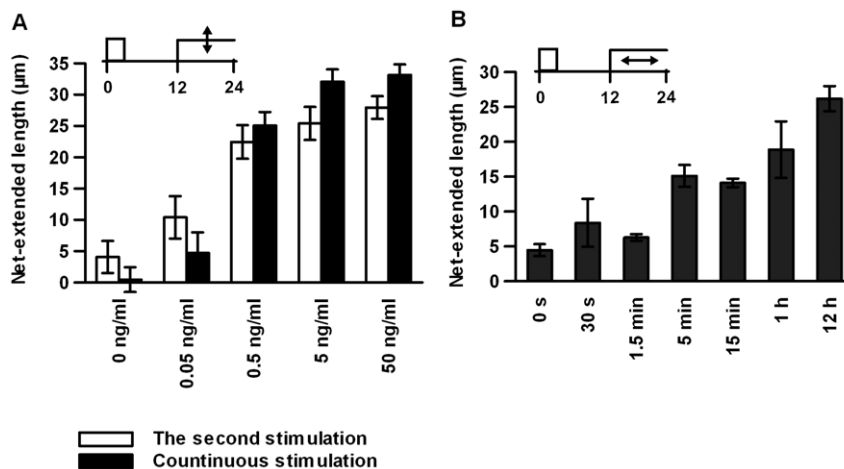 A
Net-extended length (µm)
35
30
25
20
15
10
5
0
0 12 24
0 ng/ml
0.05 ng/ml
0.5 ng/ml
5 ng/ml
50 ng/ml
The second stimulation
Countinuous stimulation
B
Net-extended length (µm)
30
25
20
15
10
5
0
0 12 24
0 s
30 s
1.5 min
5 min
15 min
1 h
12 h